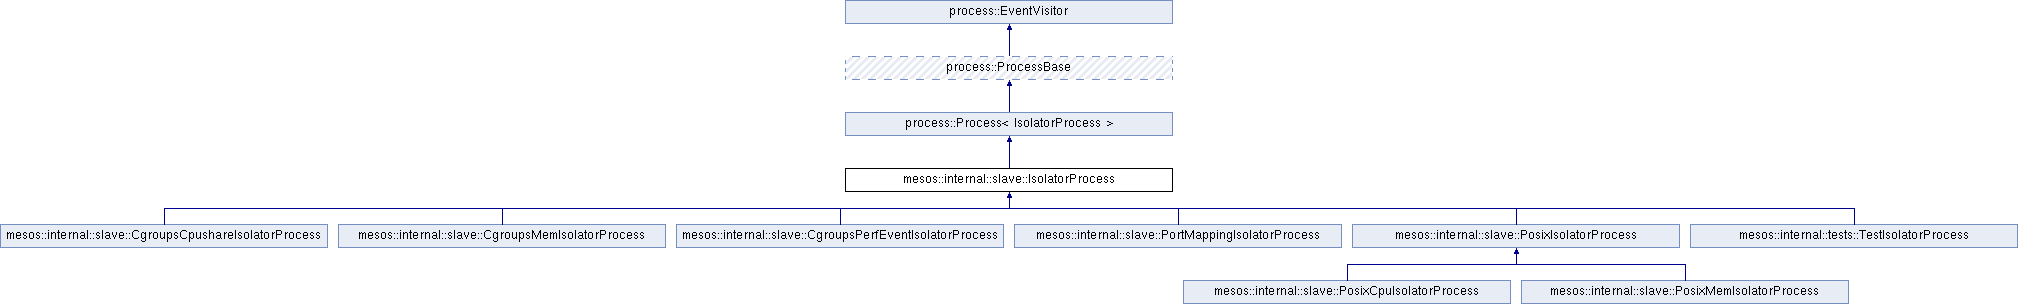 process::EventVisitor
process::ProcessBase
process::Process< IsolatorProcess >
mesos::internal::slave::IsolatorProcess
mesos::internal::slave::CgroupsCpushareIsolatorProcess
mesos::internal::slave::CgroupsMemIsolatorProcess
mesos::internal::slave::CgroupsPerfEventIsolatorProcess
mesos::internal::slave::PortMappingIsolatorProcess
mesos::internal::slave::PosixIsolatorProcess
mesos::internal::tests::TestIsolatorProcess
mesos::internal::slave::PosixCpuIsolatorProcess
mesos::internal::slave::PosixMemIsolatorProcess